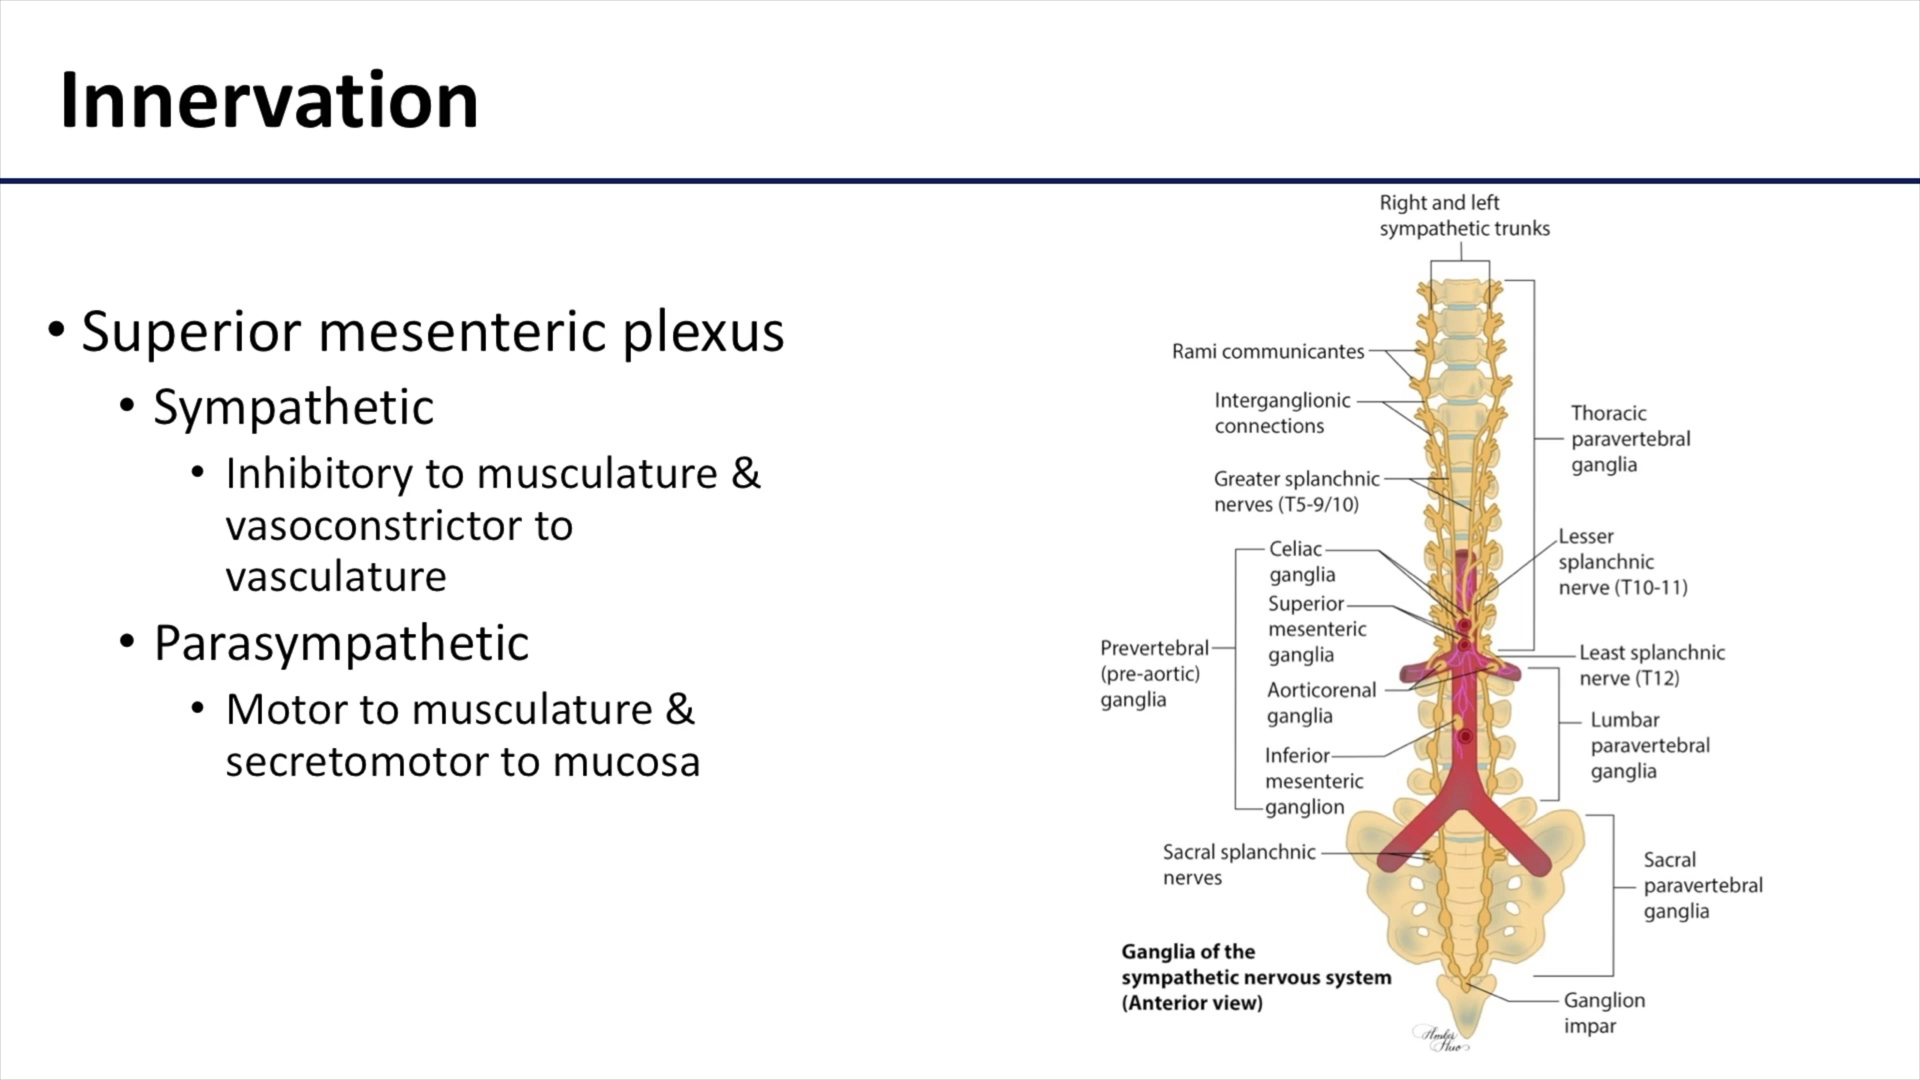 Innervation
• Superior mesenteric plexus
• Sympathetic
• Inhibitory to musculature &
vasoconstrictor to
vasculature
• Parasympathetic
• Motor to musculature &
secretomotor to mucosa
Right and left
sympathetic trunks
Rami communicantes
Interganglionic
connections
Greater splanchnic
nerves (T5-9/10)
Celiac
ganglia
Superior
mesenteric
ganglia
Prevertebral
(pre-aortic)
ganglia
Aorticorenal
ganglia
Inferior
mesenteric
ganglion
Sacral splanchnic
nerves
Thoracic
paravertebral
ganglia
Lesser
splanchnic
nerve (T10-11)
Least splanchnic
nerve (T12)
Lumbar
paravertebral
ganglia
Sacral
paravertebral
ganglia
Ganglion
impar
Ganglia of the
sympathetic nervous system
(Anterior view)